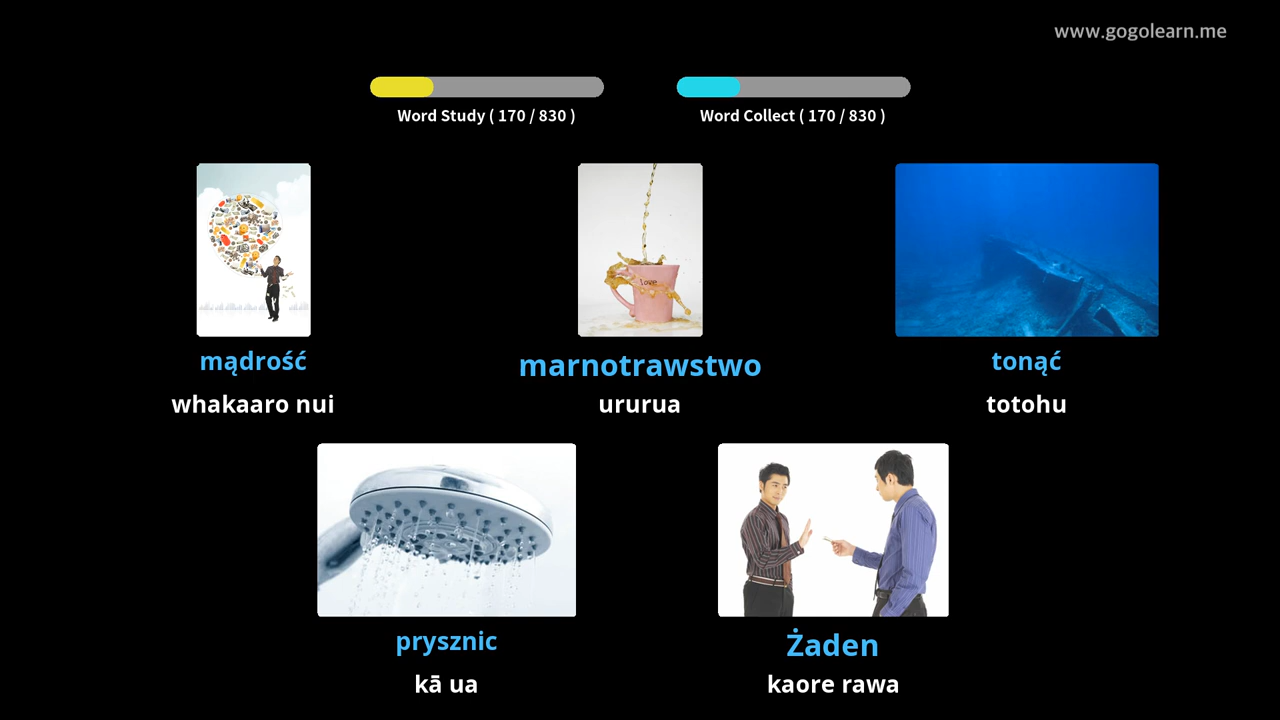 www.gogolearn.me
Word Study ( 170 / 830 )
Word Collect ( 170 / 830 )
love
mądrość
marnotrawstwo
tonąć
whakaaro nui
ururua
totohu
prysznic
Żaden
kā ua
kaore rawa